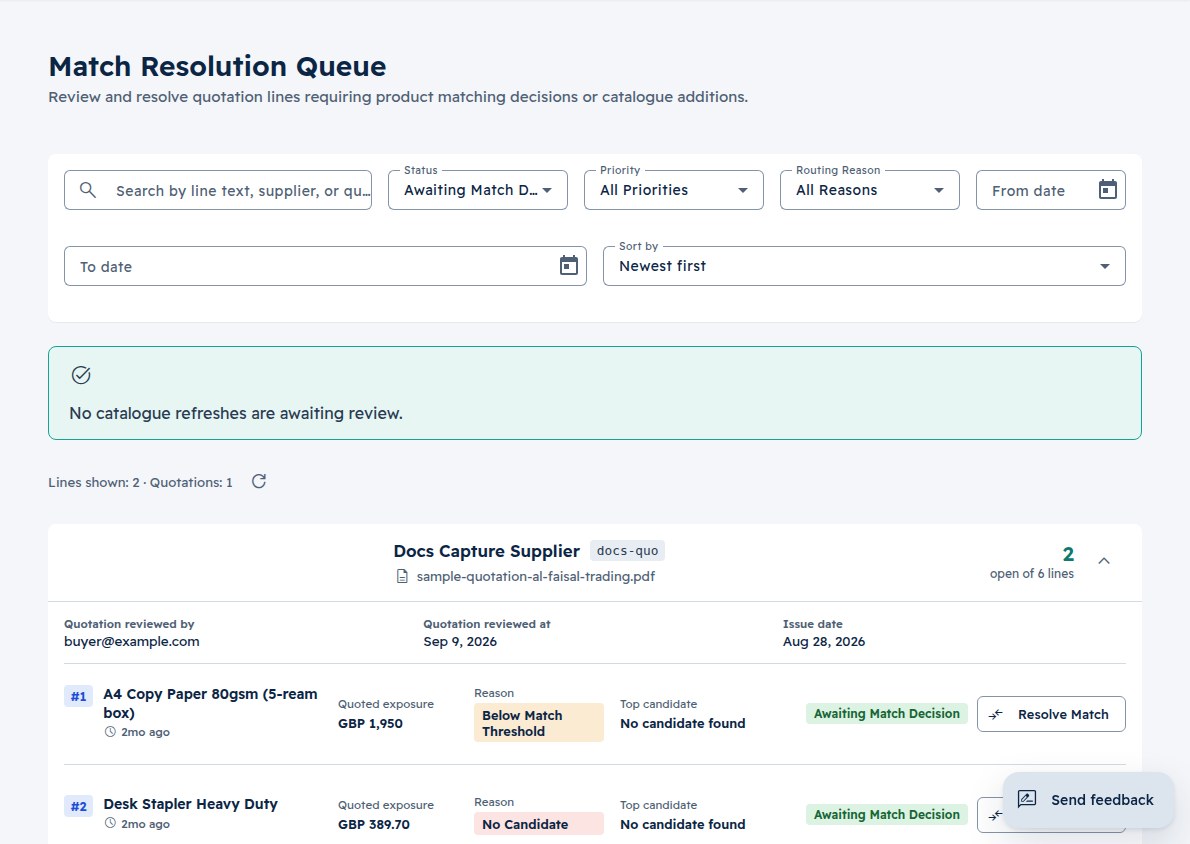 Match Resolution Queue
Review and resolve quotation lines requiring product matching decisions or catalogue additions.
Search by line text, supplier, or qu...
Status
Awaiting Match D...
Priority
All Priorities
Routing Reason
All Reasons
From date
To date
Sort by
Newest first
No catalogue refreshes are awaiting review.
Lines shown: 2 · Quotations: 1
Docs Capture Supplier docs-quo
sample-quotation-al-faisal-trading.pdf
2
open of 6 lines
Quotation reviewed by
buyer@example.com
Quotation reviewed at
Sep 9, 2026
Issue date
Aug 28, 2026
#1
A4 Copy Paper 80gsm (5-ream
box)
2mo ago
Quoted exposure
GBP 1,950
Reason
Below Match
Threshold
Top candidate
No candidate found
Awaiting Match Decision
Resolve Match
#2
Desk Stapler Heavy Duty
2mo ago
Quoted exposure
GBP 389.70
Reason
No Candidate
Top candidate
No candidate found
Awaiting Match Decision
Send feedback